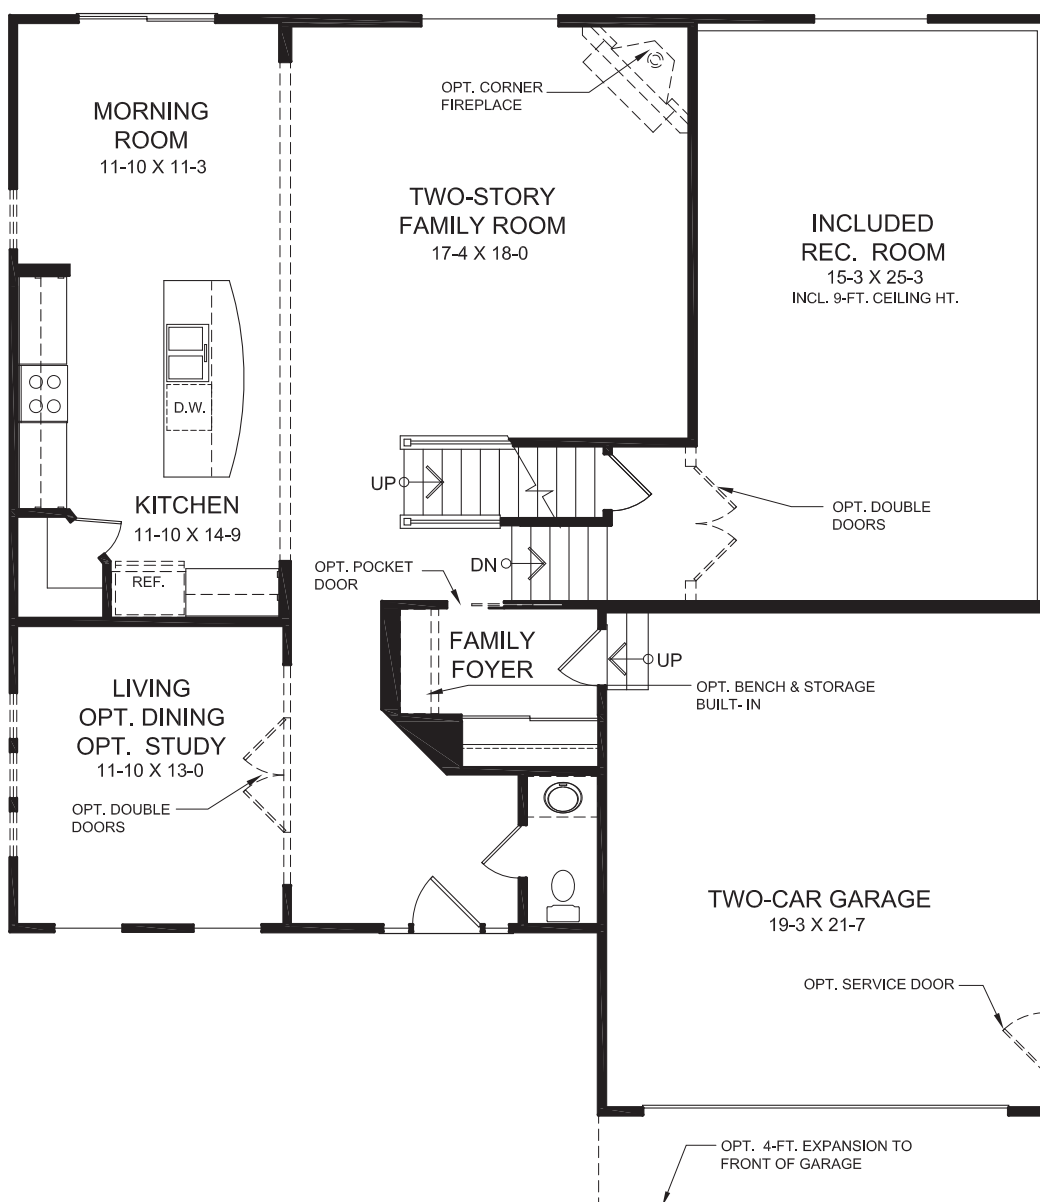 MORNING
ROOM
11-10 X 11-3
OPT. CORNER
FIREPLACE
TWO-STORY
FAMILY ROOM
17-4 X 18-0
INCLUDED
REC. ROOM
15-3 X 25-3
INCL. 9-FT. CEILING HT.
D.W.
KITCHEN
11-10 X 14-9
REF.
UP
OPT. DOUBLE
DOORS
DN
OPT. POCKET
DOOR
FAMILY
FOYER
UP
OPT. BENCH & STORAGE
BUILT- IN
LIVING
OPT. DINING
OPT. STUDY
11-10 X 13-0
OPT. DOUBLE
DOORS
TWO-CAR GARAGE
19-3 X 21-7
OPT. SERVICE DOOR
OPT. 4-FT. EXPANSION TO
FRONT OF GARAGE